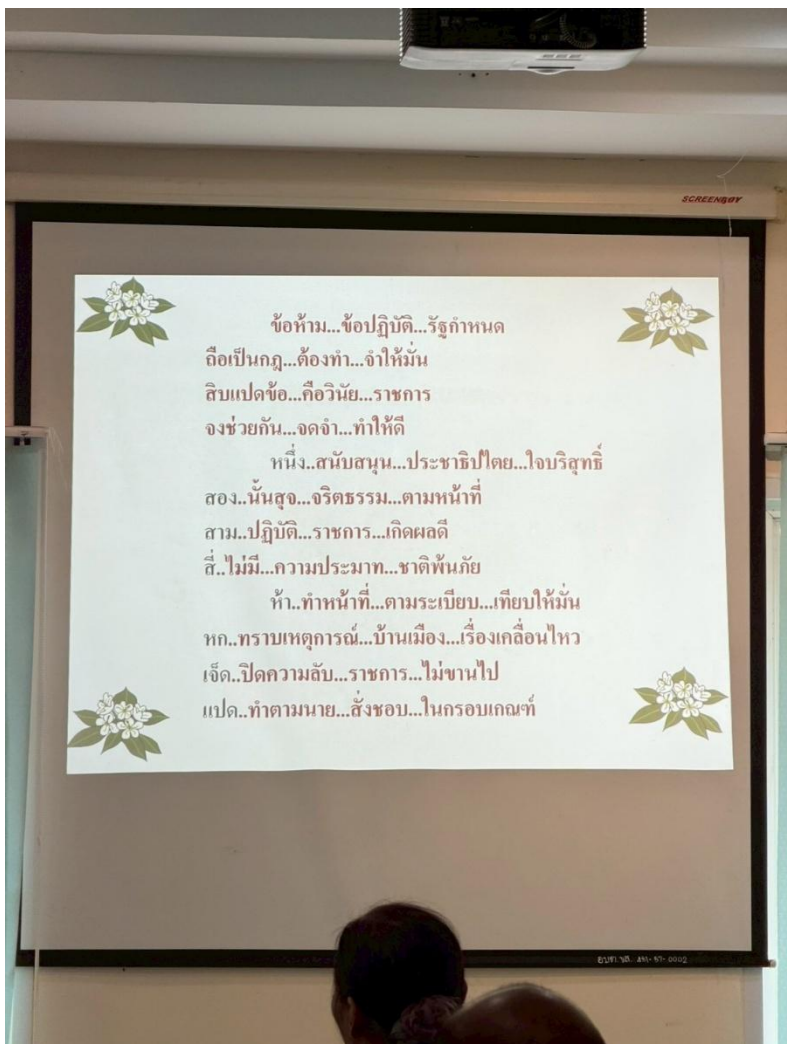 SCREENBOY
ข้อห้าม...ข้อปฏิบัติ...รัฐกำหนด
ถือเป็นกฎ...ต้องทำ...จำให้มั่น
สิบแปดข้อ...คือวินัย...ราชการ
จงช่วยกัน...จดจำ...ทำให้ดี
หนึ่ง..สนับสนุน...ประชาธิปไตย...ใจบริสุทธิ์
สอง..นั้นสุจ...จริตธรรม...ตามหน้าที่
สาม..ปฏิบัติ...ราชการ...เกิดผลดี
สี่..ไม่มี...ความประมาท...ชาติพ้นภัย
ห้า..ทำหน้าที่...ตามระเบียบ...เทียบให้มั่น
หก..ทราบเหตุการณ์...บ้านเมือง...เรื่องเคลื่อนไหว
เจ็ด..ปิดความลับ...ราชการ...ไม่ขานไป
แปด..ทำตามนาย...สั่งชอบ...ในกรอบเกณฑ์